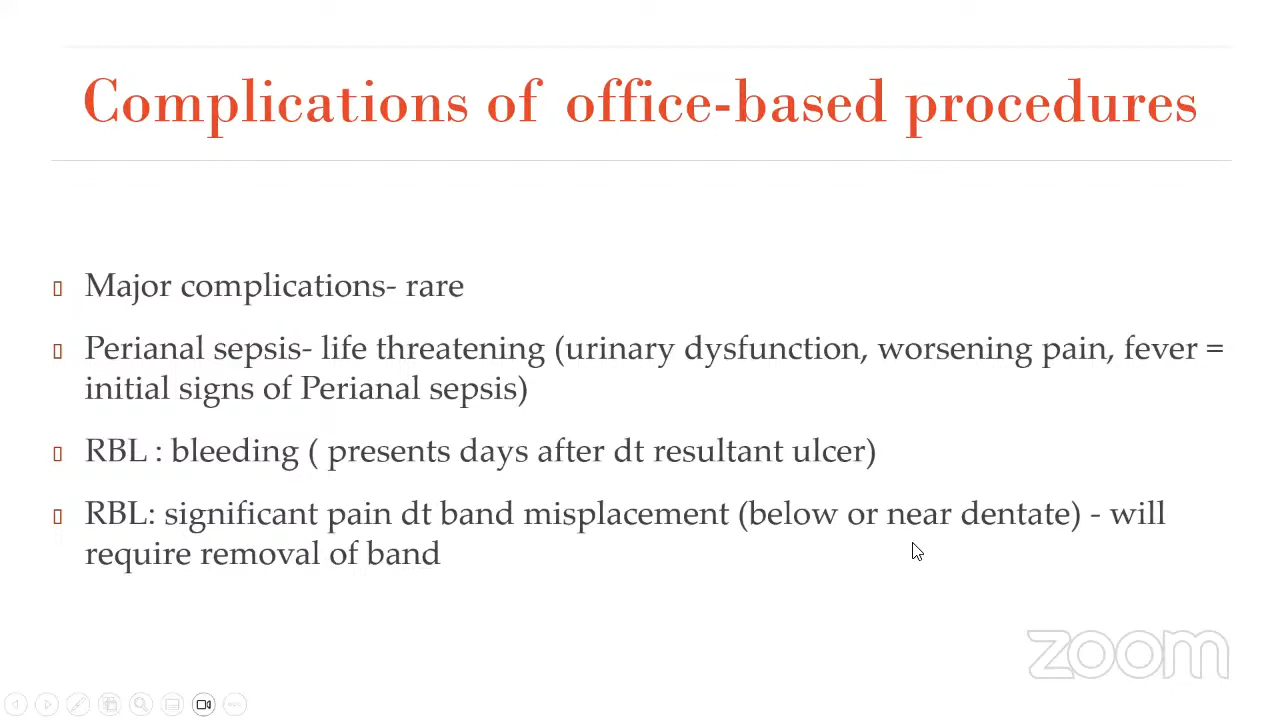 Complications of office-based procedures
Major complications- rare
Perianal sepsis- life threatening (urinary dysfunction, worsening pain, fever =
initial signs of Perianal sepsis)
RBL : bleeding ( presents days after dt resultant ulcer)
RBL: significant pain dt band misplacement (below or near dentate) - will
require removal of band
zoom